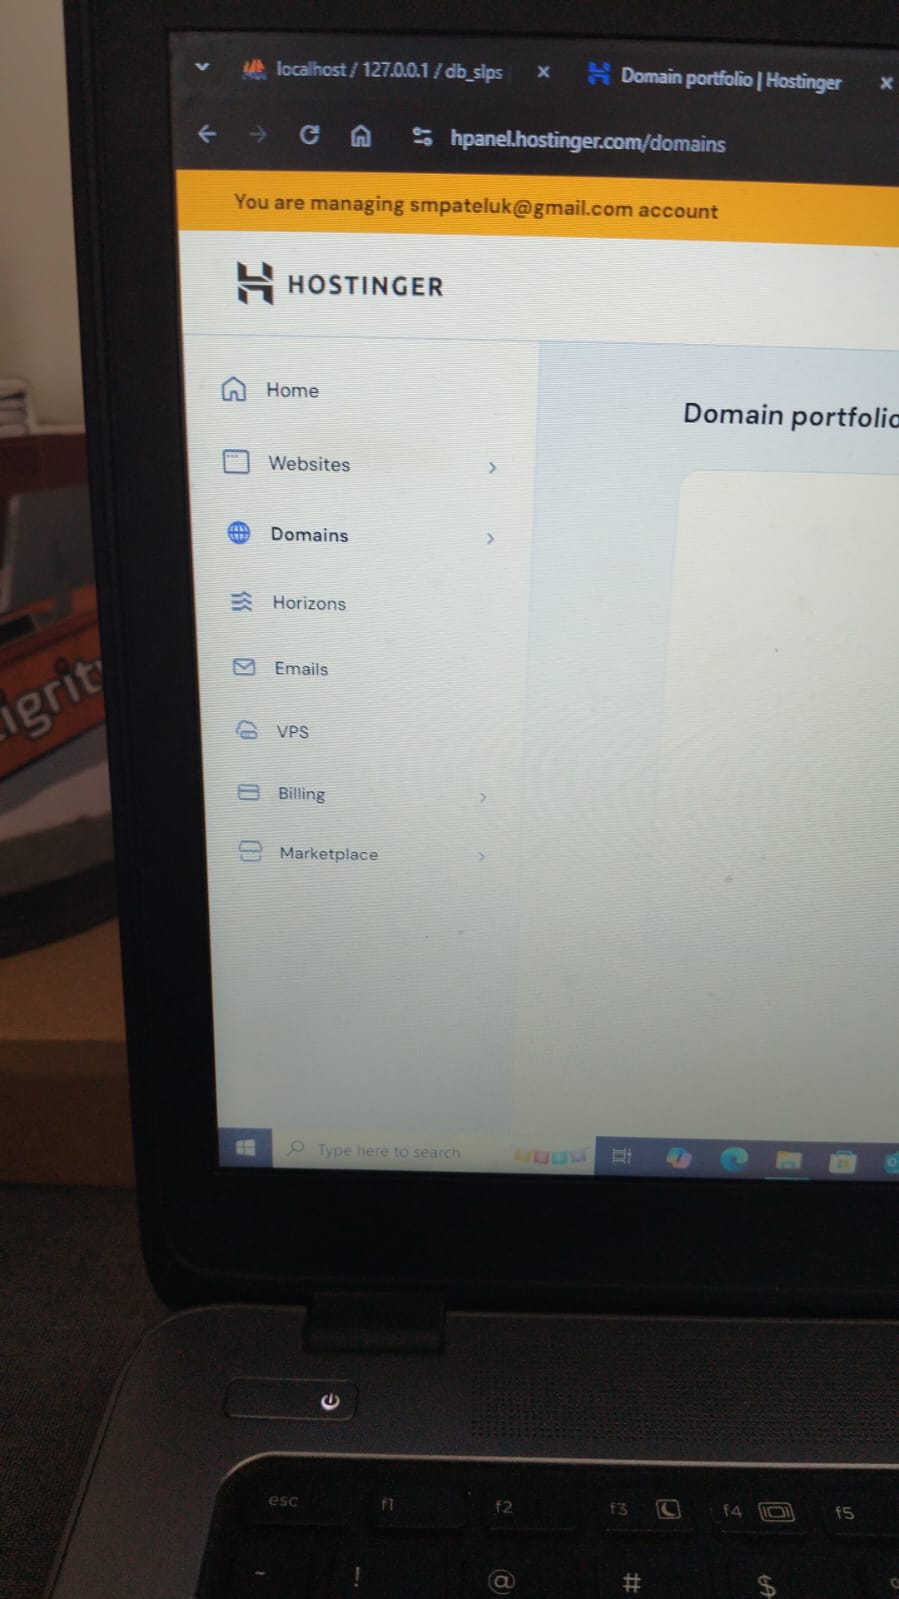 localhost / 127.0.0.1 / db_slps
Domain portfolio | Hostinger
hpanel.hostinger.com/domains
You are managing smpateluk@gmail.com account
HOSTINGER
Home
Websites
Domains
Horizons
Emails
VPS
Billing
Marketplace
Domain portfolio
Type here to search
esc f1 f2 f3 f4 f5
~ ! @ # $